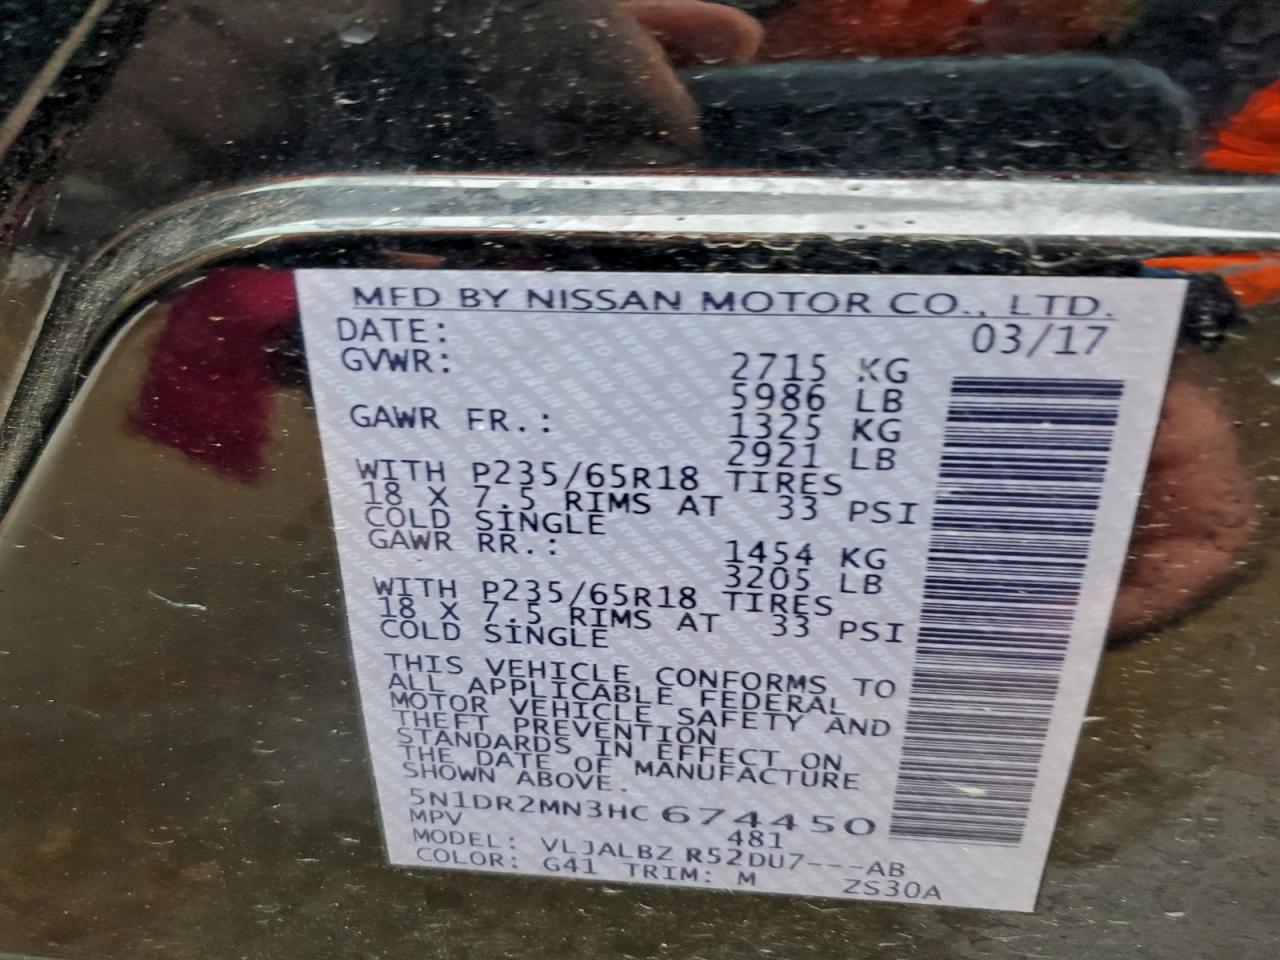 MFD BY NISSAN MOTOR CO., LTD.
DATE: 03/17
GVWR: 2715 KG
5986 LB
GAWR FR.: 1325 KG
2921 LB
WITH P235/65R18 TIRES
18 X 7.5 RIMS AT 33 PSI
COLD SINGLE
GAWR RR.: 1454 KG
3205 LB
WITH P235/65R18 TIRES
18 X 7.5 RIMS AT 33 PSI
COLD SINGLE
THIS VEHICLE CONFORMS TO
ALL APPLICABLE FEDERAL
MOTOR VEHICLE SAFETY AND
THEFT PREVENTION
STANDARDS IN EFFECT ON
THE DATE OF MANUFACTURE
SHOWN ABOVE.
5N1DR2MN3HC 674450
MPV 481
MODEL: VLJALBZ R52DU7---AB
COLOR: G41 TRIM: M ZS30A